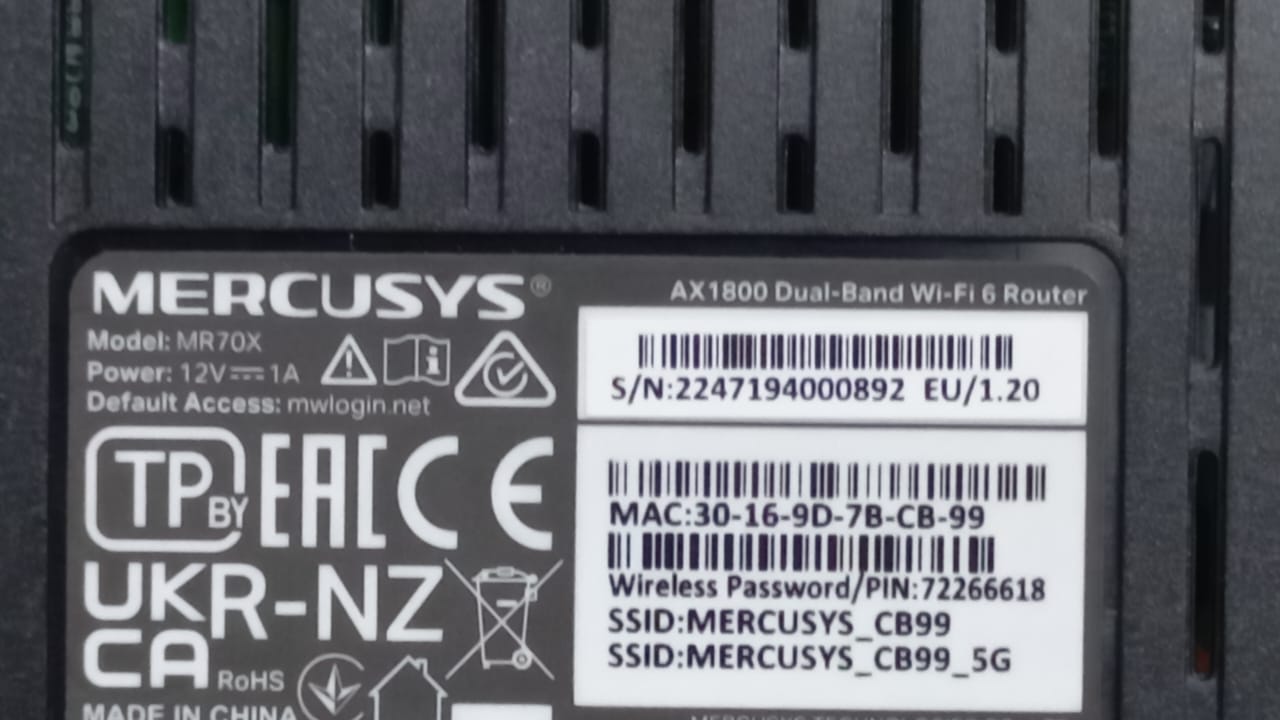 MERCUSYS®
AX1800 Dual-Band Wi-Fi 6 Router
Model: MR70X
Power: 12V⎓1A
Default Access: mwlogin.net
S/N:2247194000892 EU/1.20
TP BY EAC CE
UK CA
R-NZ
RoHS
MADE IN CHINA
MAC:30-16-9D-7B-CB-99
Wireless Password/PIN:72266618
SSID:MERCUSYS_CB99
SSID:MERCUSYS_CB99_5G